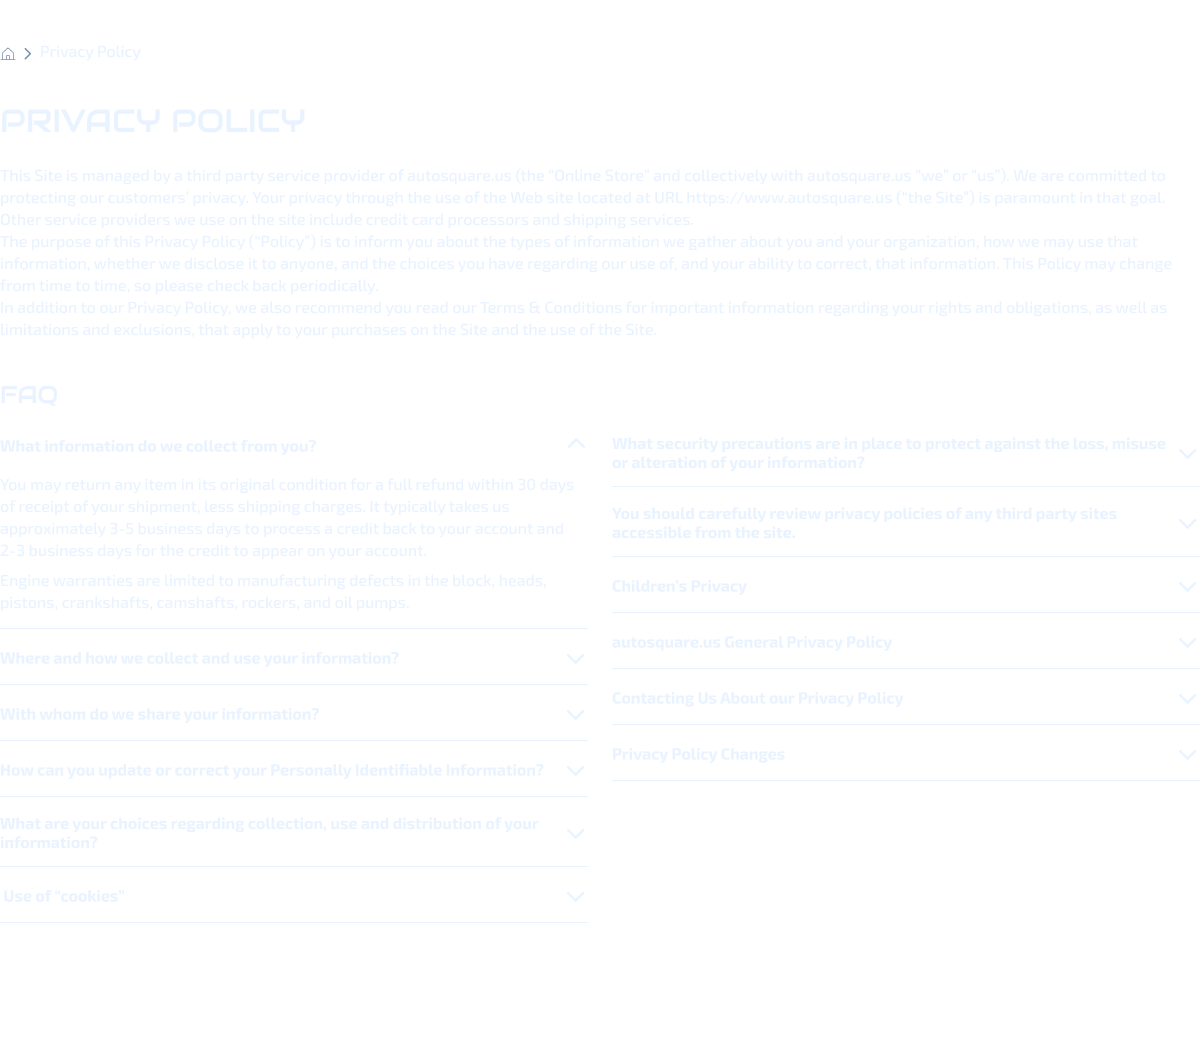 Privacy Policy
PRIVACY POLICY
This Site is managed by a third party service provider of autosquare.us (the “Online Store” and collectively with autosquare.us “we” or “us”). We are committed to
protecting our customers’ privacy. Your privacy through the use of the Web site located at URL https://www.autosquare.us (“the Site”) is paramount in that goal.
Other service providers we use on the site include credit card processors and shipping services.
The purpose of this Privacy Policy (“Policy”) is to inform you about the types of information we gather about you and your organization, how we may use that
information, whether we disclose it to anyone, and the choices you have regarding our use of, and your ability to correct, that information. This Policy may change
from time to time, so please check back periodically.
In addition to our Privacy Policy, we also recommend you read our Terms & Conditions for important information regarding your rights and obligations, as well as
limitations and exclusions, that apply to your purchases on the Site and the use of the Site.
FAQ
What information do we collect from you?
You may return any item in its original condition for a full refund within 30 days
of receipt of your shipment, less shipping charges. It typically takes us
approximately 3-5 business days to process a credit back to your account and
2-3 business days for the credit to appear on your account.
Engine warranties are limited to manufacturing defects in the block, heads,
pistons, crankshafts, camshafts, rockers, and oil pumps.
Where and how we collect and use your information?
With whom do we share your information?
How can you update or correct your Personally Identifiable Information?
What are your choices regarding collection, use and distribution of your
information?
Use of “cookies”
What security precautions are in place to protect against the loss, misuse
or alteration of your information?
You should carefully review privacy policies of any third party sites
accessible from the site.
Children’s Privacy
autosquare.us General Privacy Policy
Contacting Us About our Privacy Policy
Privacy Policy Changes